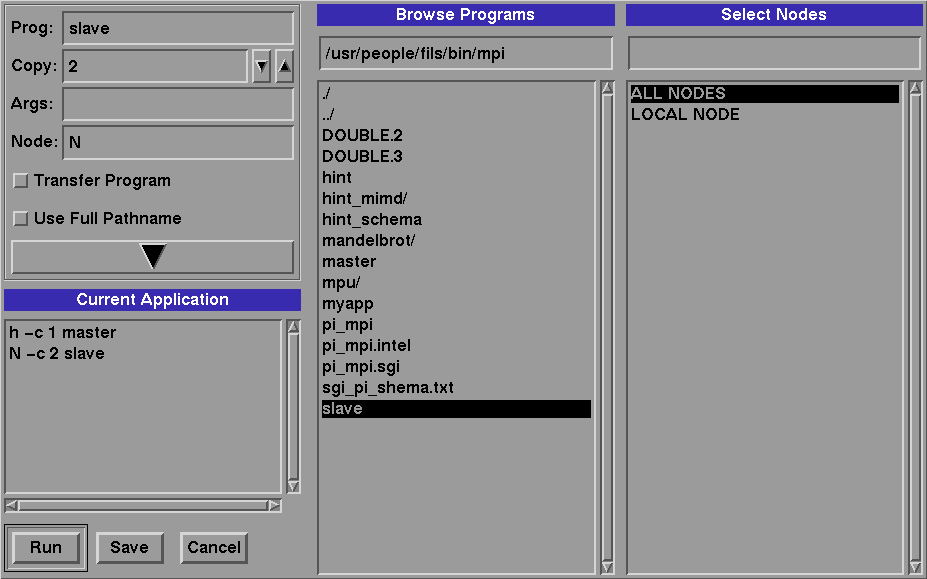 Prog: slave
Copy: 2
Args:
Node: N
Transfer Program
Use Full Pathname
Current Application
h -c 1 master
N -c 2 slave
Run Save Cancel
Browse Programs
/usr/people/fils/bin/mpi
./
../
DOUBLE.2
DOUBLE.3
hint
hint_mimd/
hint_schema
mandelbrot/
master
mpu/
myapp
pi_mpi
pi_mpi.intel
pi_mpi.sgi
sgi_pi_shema.txt
slave
Select Nodes
ALL NODES
LOCAL NODE